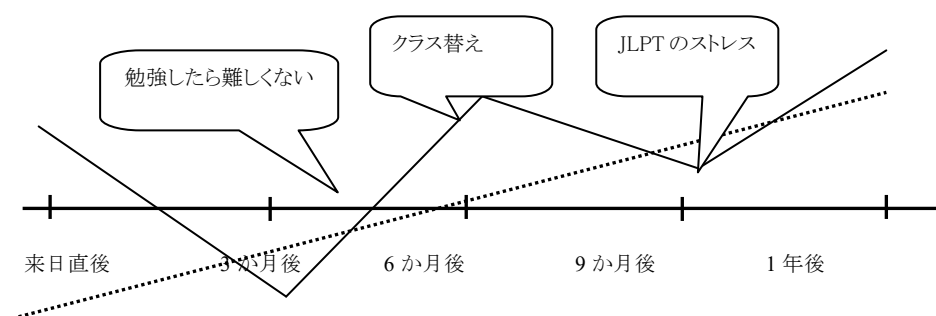 勉強したら難しくない
クラス替え
JLPT のストレス
来日直後
3 か月後
6 か月後
9 か月後
1 年後